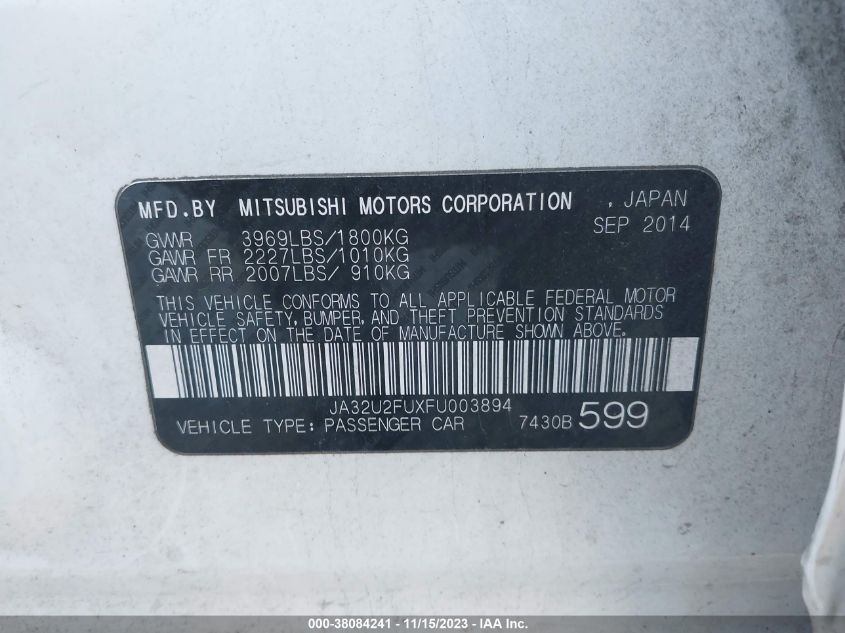 MFD.BY MITSUBISHI MOTORS CORPORATION , JAPAN
SEP 2014
GVWR 3969LBS/1800KG
GAWR FR 2227LBS/1010KG
GAWR RR 2007LBS/ 910KG
THIS VEHICLE CONFORMS TO ALL APPLICABLE FEDERAL MOTOR
VEHICLE SAFETY, BUMPER, AND THEFT PREVENTION STANDARDS
IN EFFECT ON THE DATE OF MANUFACTURE SHOWN ABOVE.
JA32U2FUXFU003894
VEHICLE TYPE: PASSENGER CAR 7430B 599
000-38084241 - 11/15/2023 - IAA Inc.